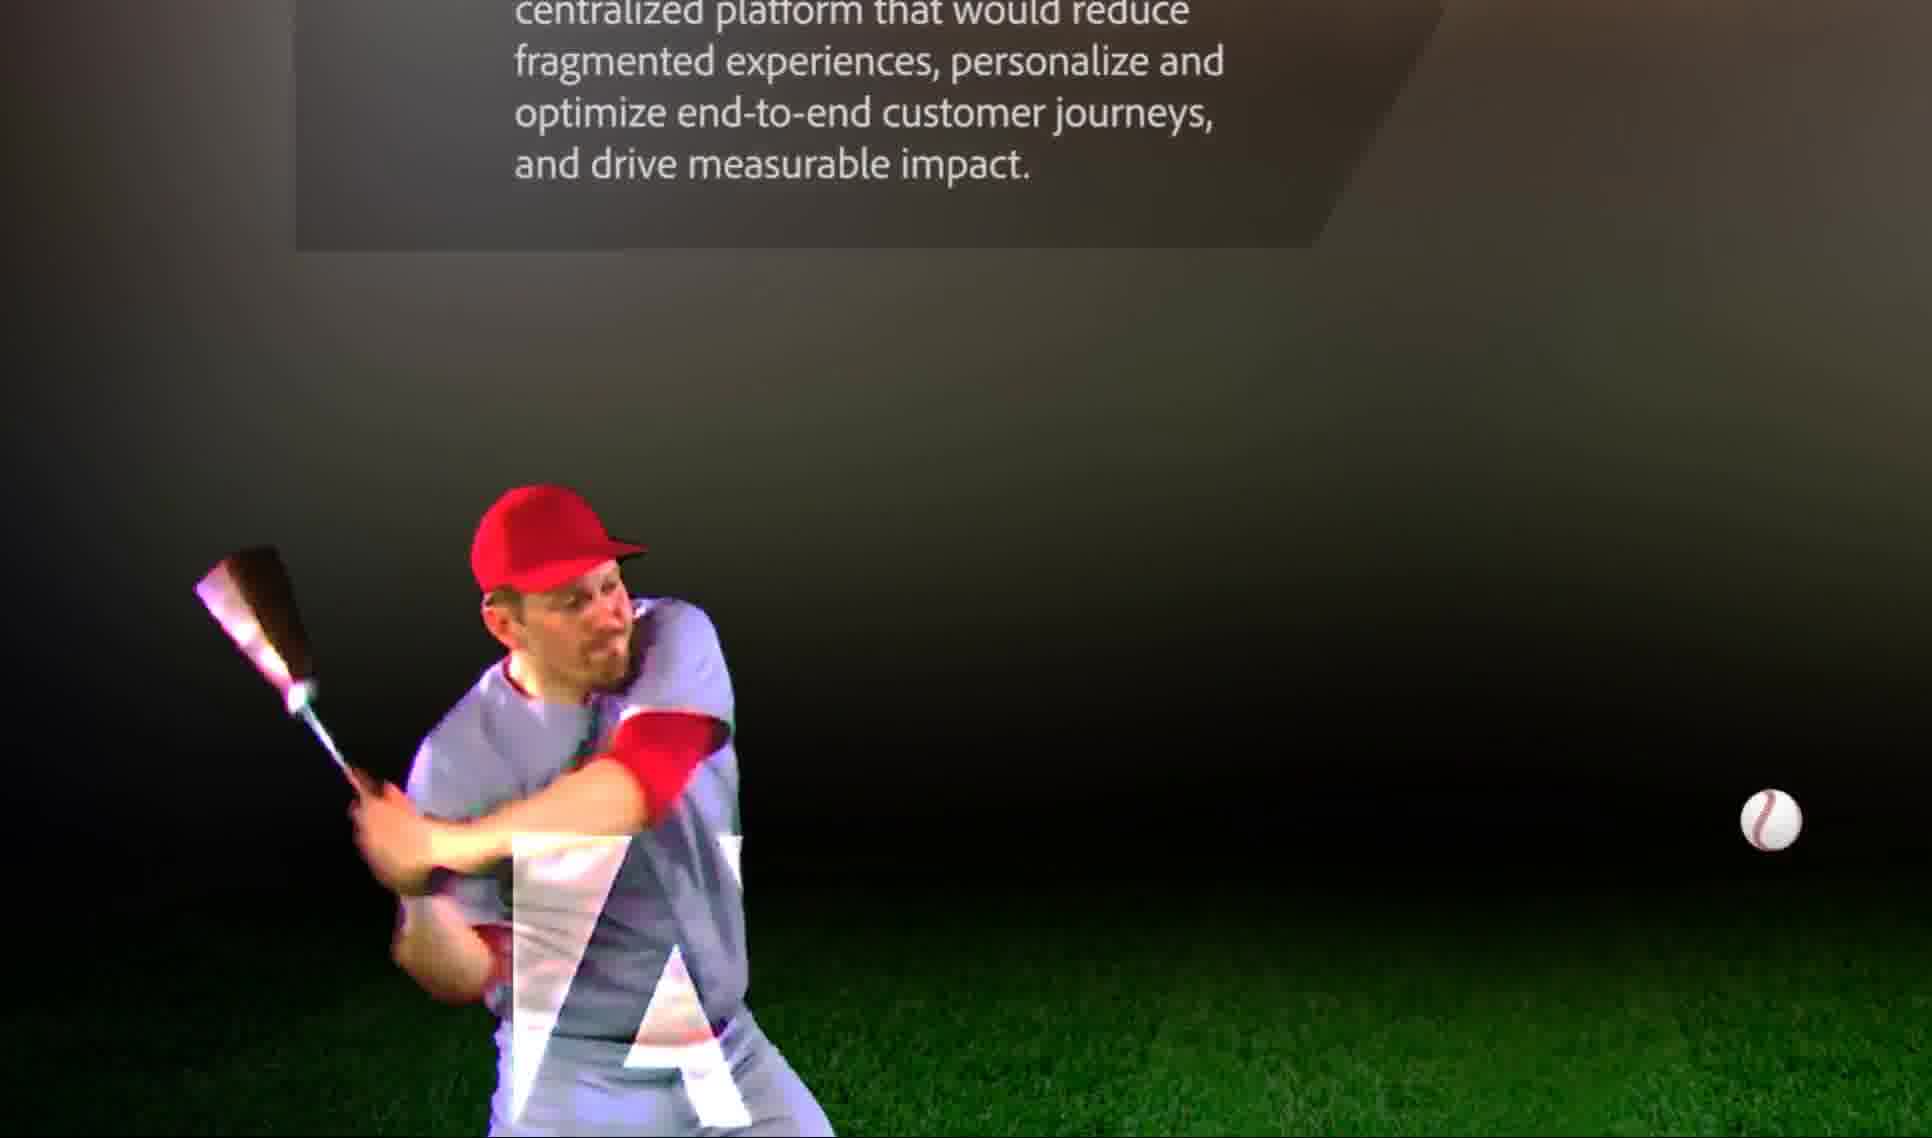 centralized platform that would reduce
fragmented experiences, personalize and
optimize end-to-end customer journeys,
and drive measurable impact.